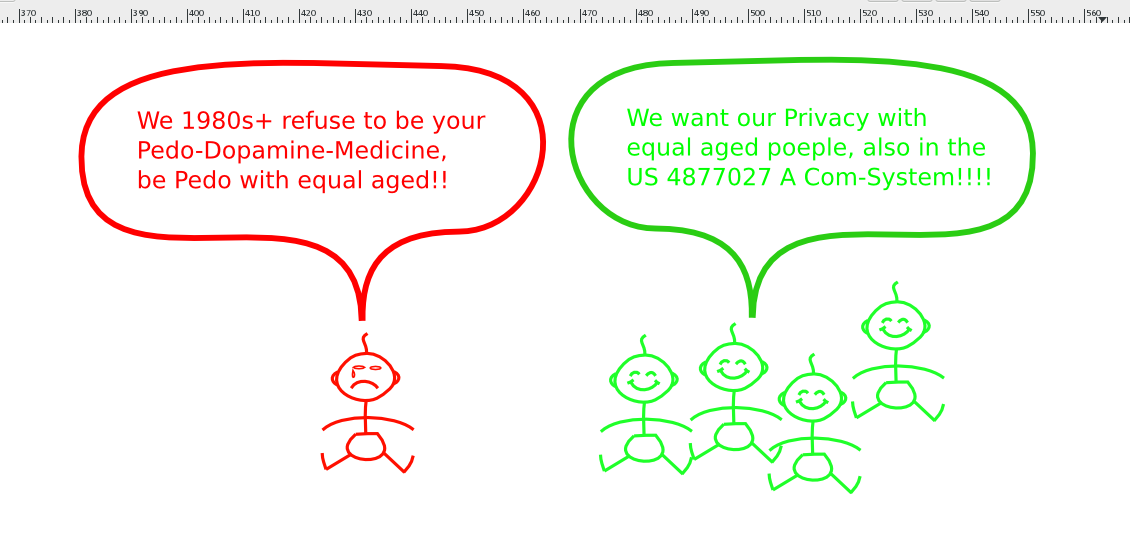 370 380 390 400 410 420 430 440 450 460 470 480 490 500 510 520 530 540 550 560
We 1980s+ refuse to be your
Pedo-Dopamine-Medicine,
be Pedo with equal aged!!
We want our Privacy with
equal aged poeple, also in the
US 4877027 A Com-System!!!!